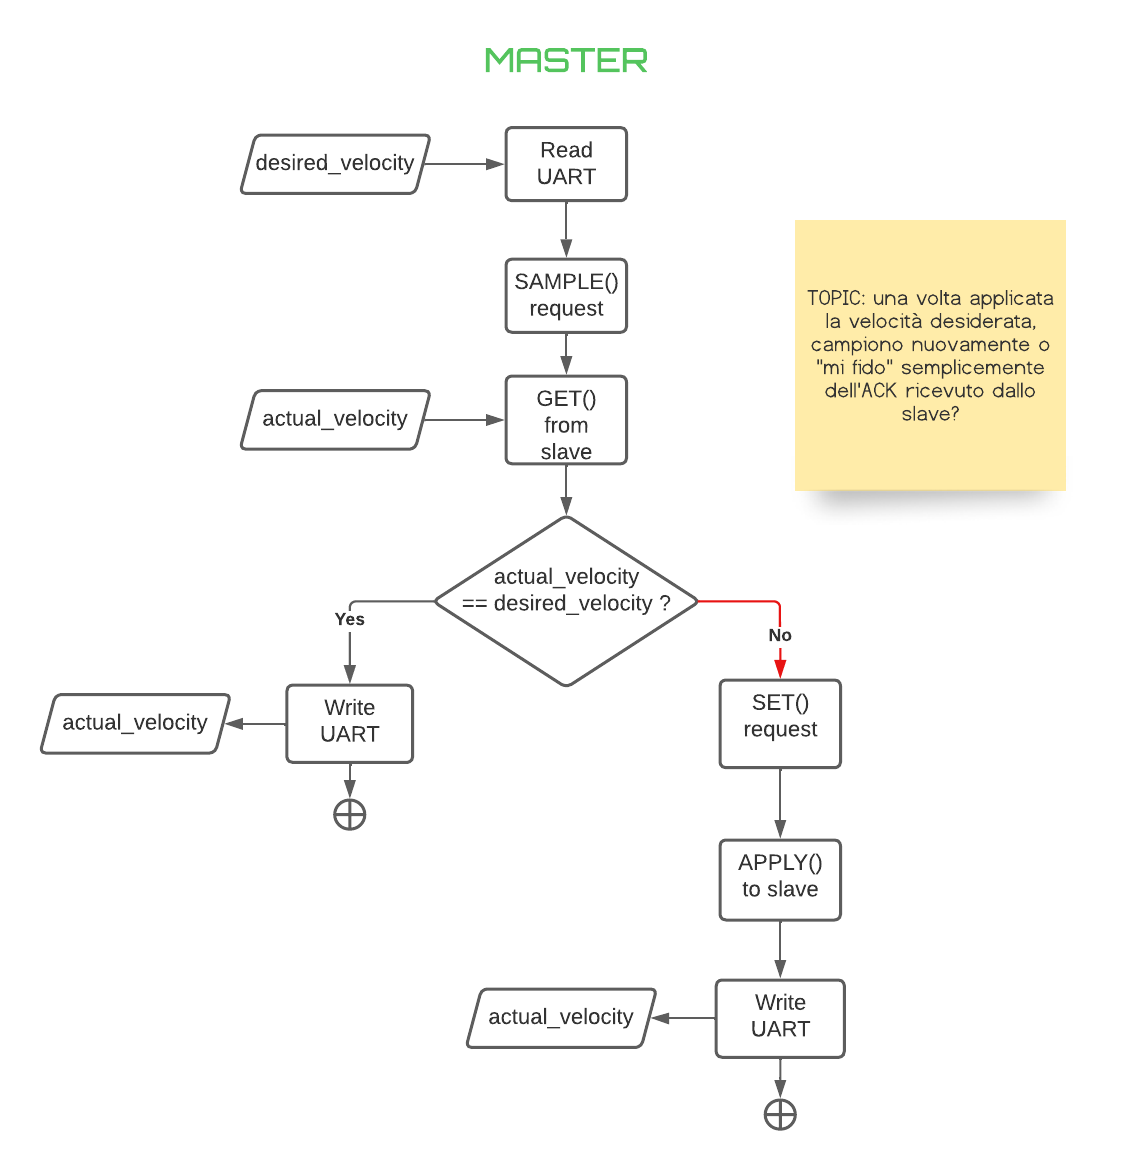 MASTER
desired_velocity
Read
UART
SAMPLE()
request
actual_velocity
GET()
from
slave
TOPIC: una volta applicata
la velocità desiderata,
campiono nuovamente o
"mi fido" semplicemente
dell'ACK ricevuto dallo
slave?
actual_velocity
== desired_velocity ?
Yes
No
actual_velocity
Write
UART
SET()
request
APPLY()
to slave
actual_velocity
Write
UART